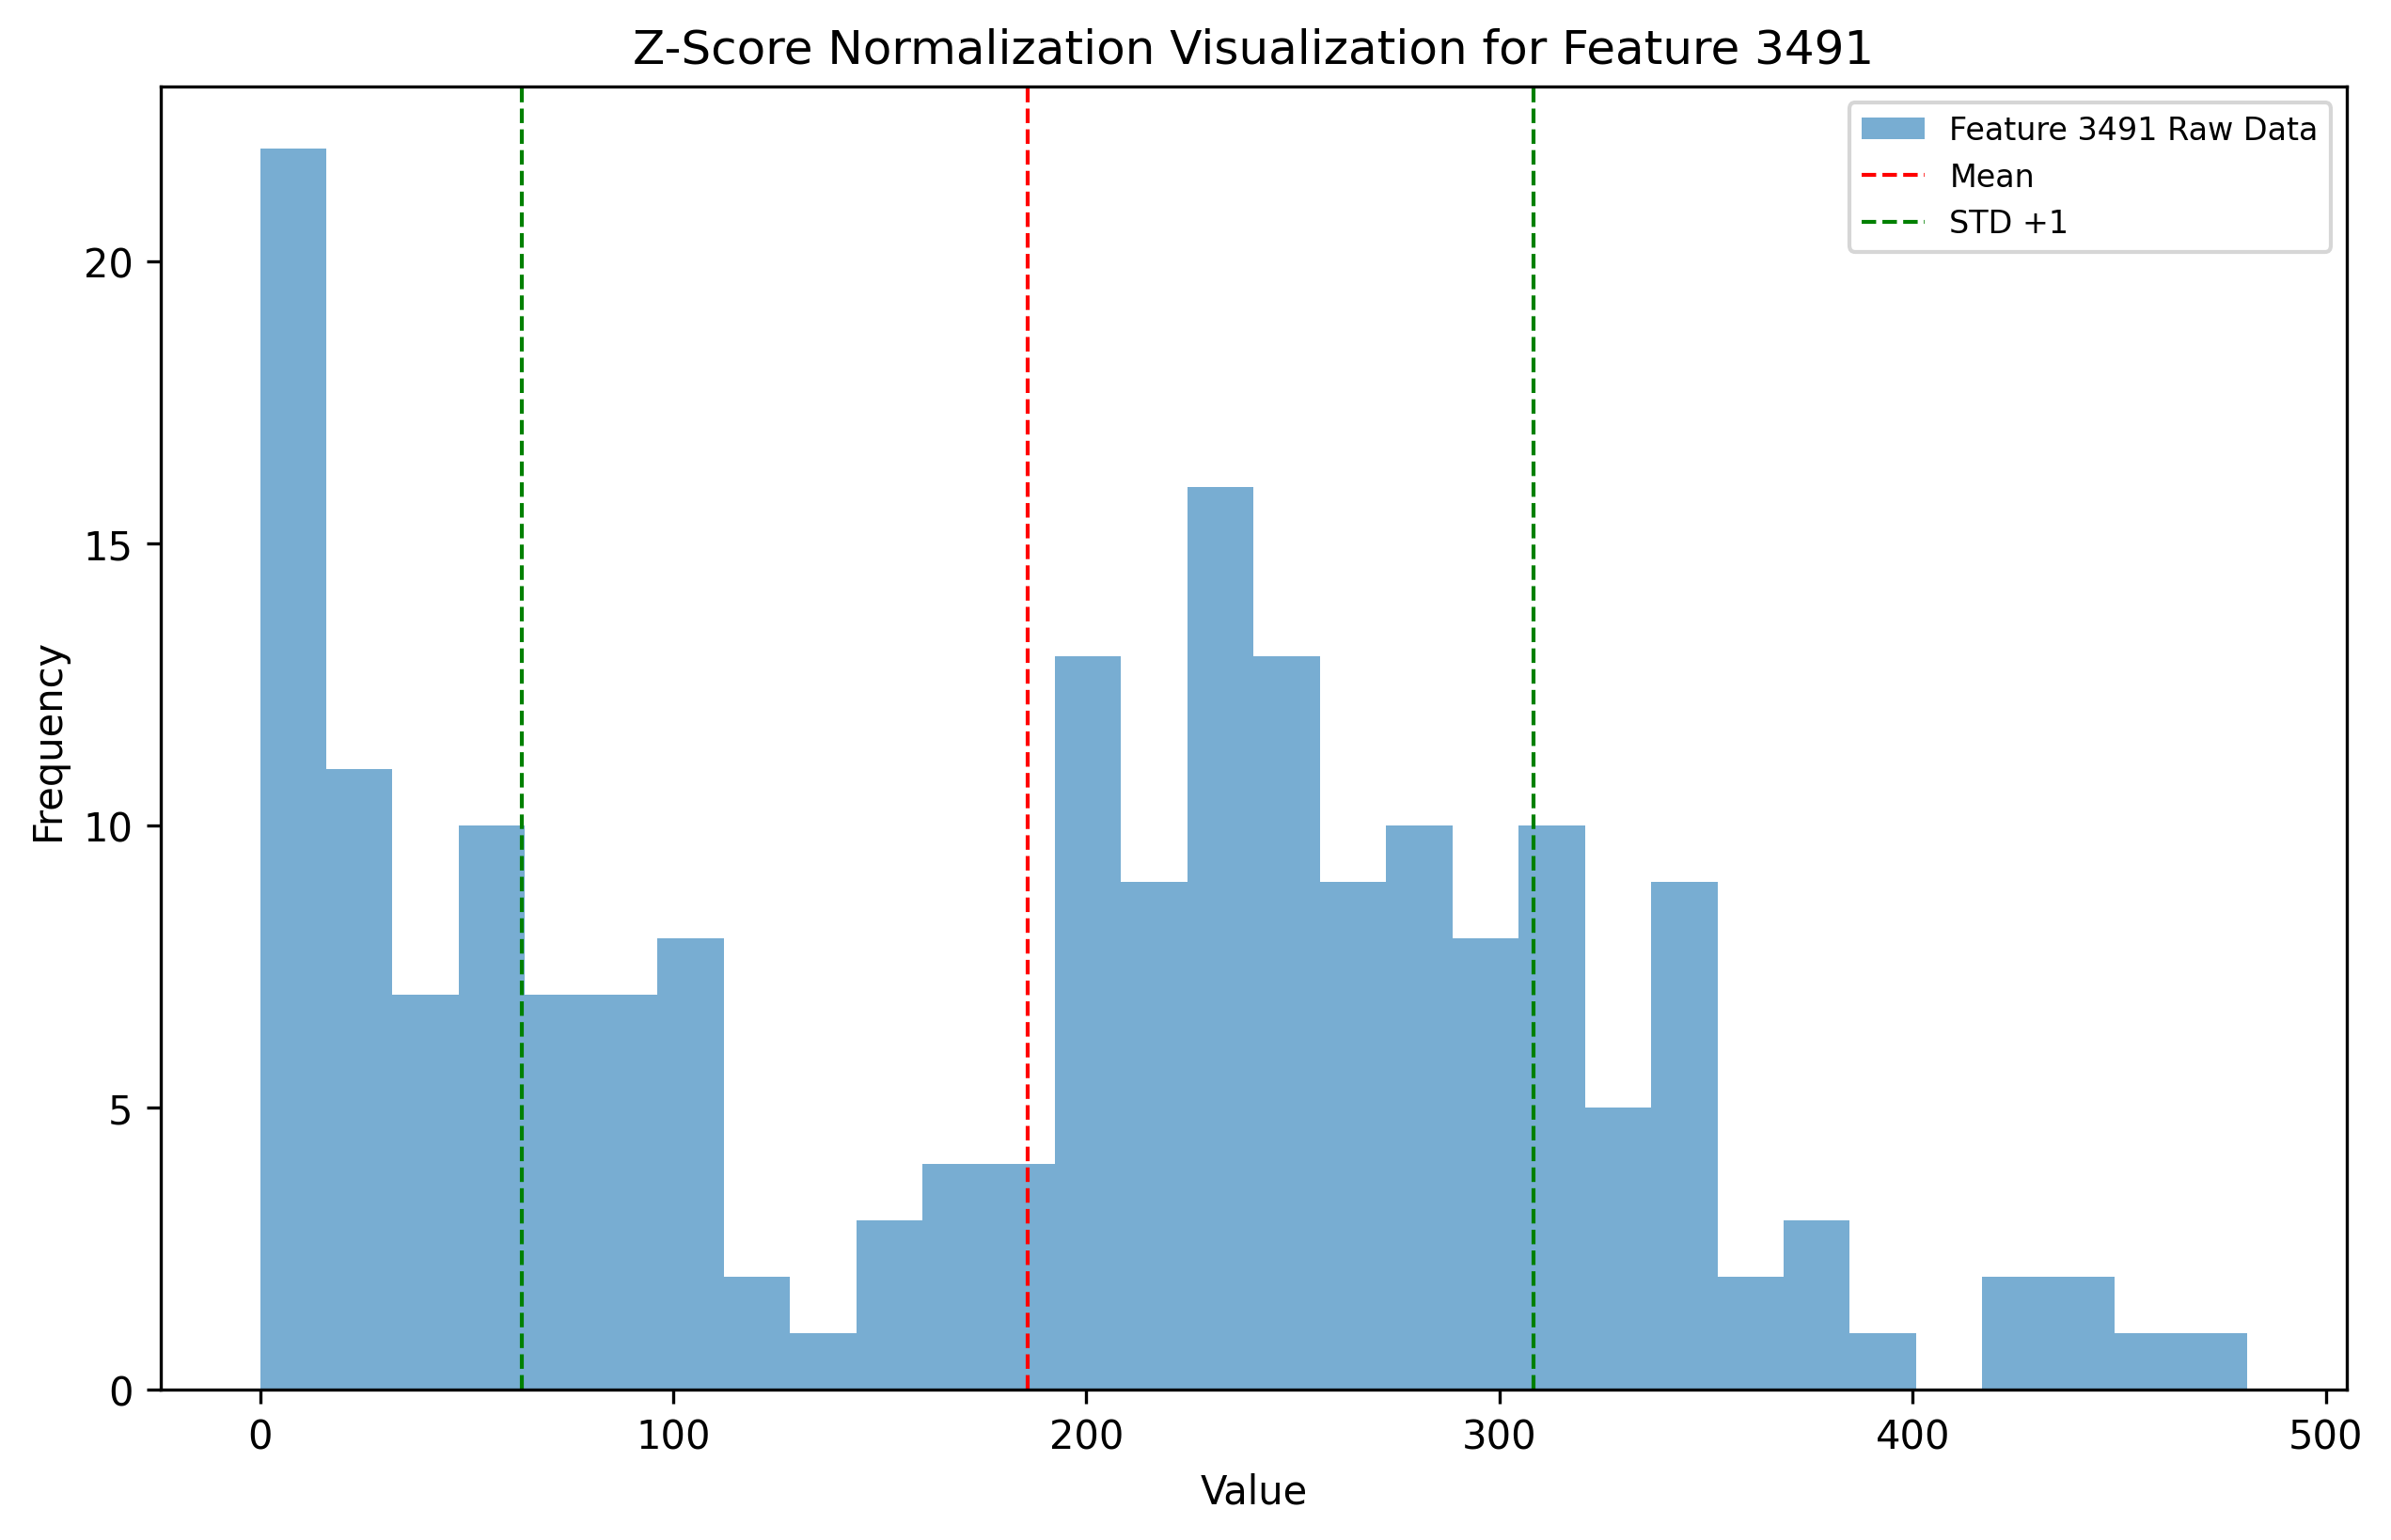 Z-Score Normalization Visualization for Feature 3491
Feature 3491 Raw Data
Mean
STD +1
20
15
10
5
0
Frequency
0 100 200 300 400 500
Value